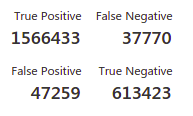 True Positive False Negative
1566433 37770
False Positive True Negative
47259 613423